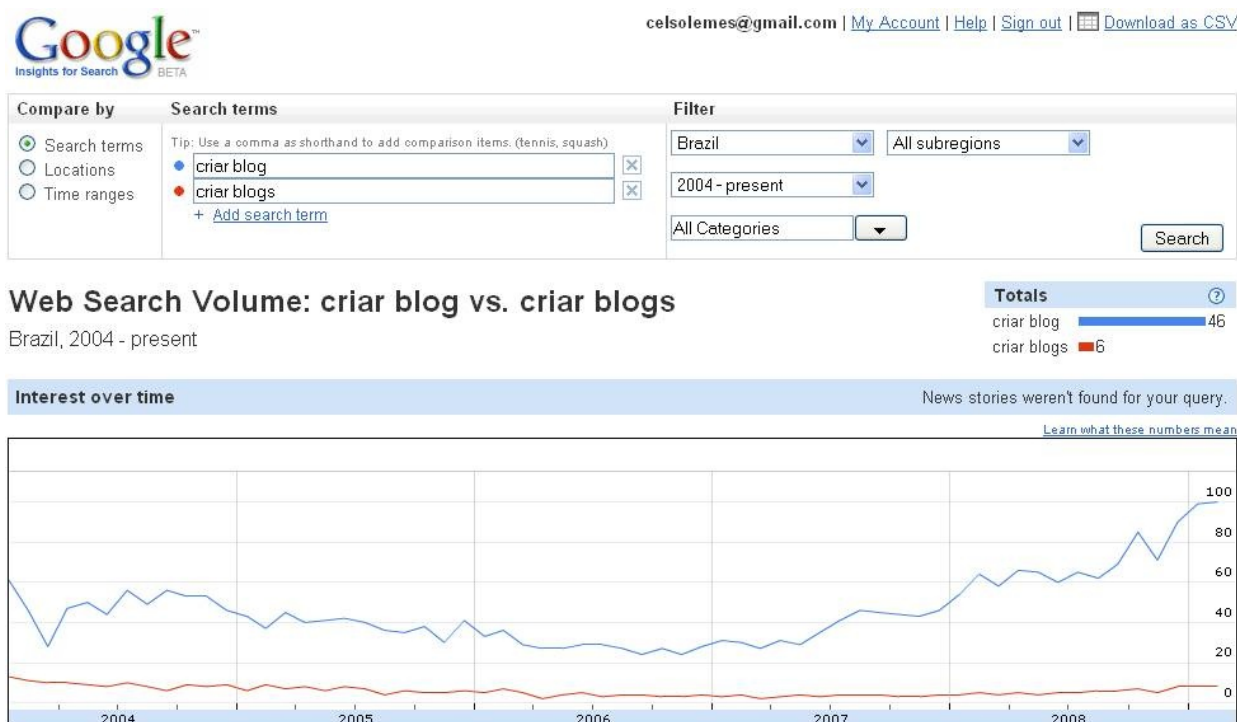 celsolemes@gmail.com | My Account | Help | Sign out | Download as CSV
Google™
Insights for Search BETA
Compare by Search terms Filter
Search terms
Locations
Time ranges
Tip: Use a comma as shorthand to add comparison items. (tennis, squash)
criar blog
criar blogs
+ Add search term
Brazil All subregions
2004 - present
All Categories
Search
Web Search Volume: criar blog vs. criar blogs
Brazil, 2004 - present
Totals ?
criar blog 46
criar blogs 6
Interest over time News stories weren't found for your query.
Learn what these numbers mean
100
80
60
40
20
0
2004 2005 2006 2007 2008